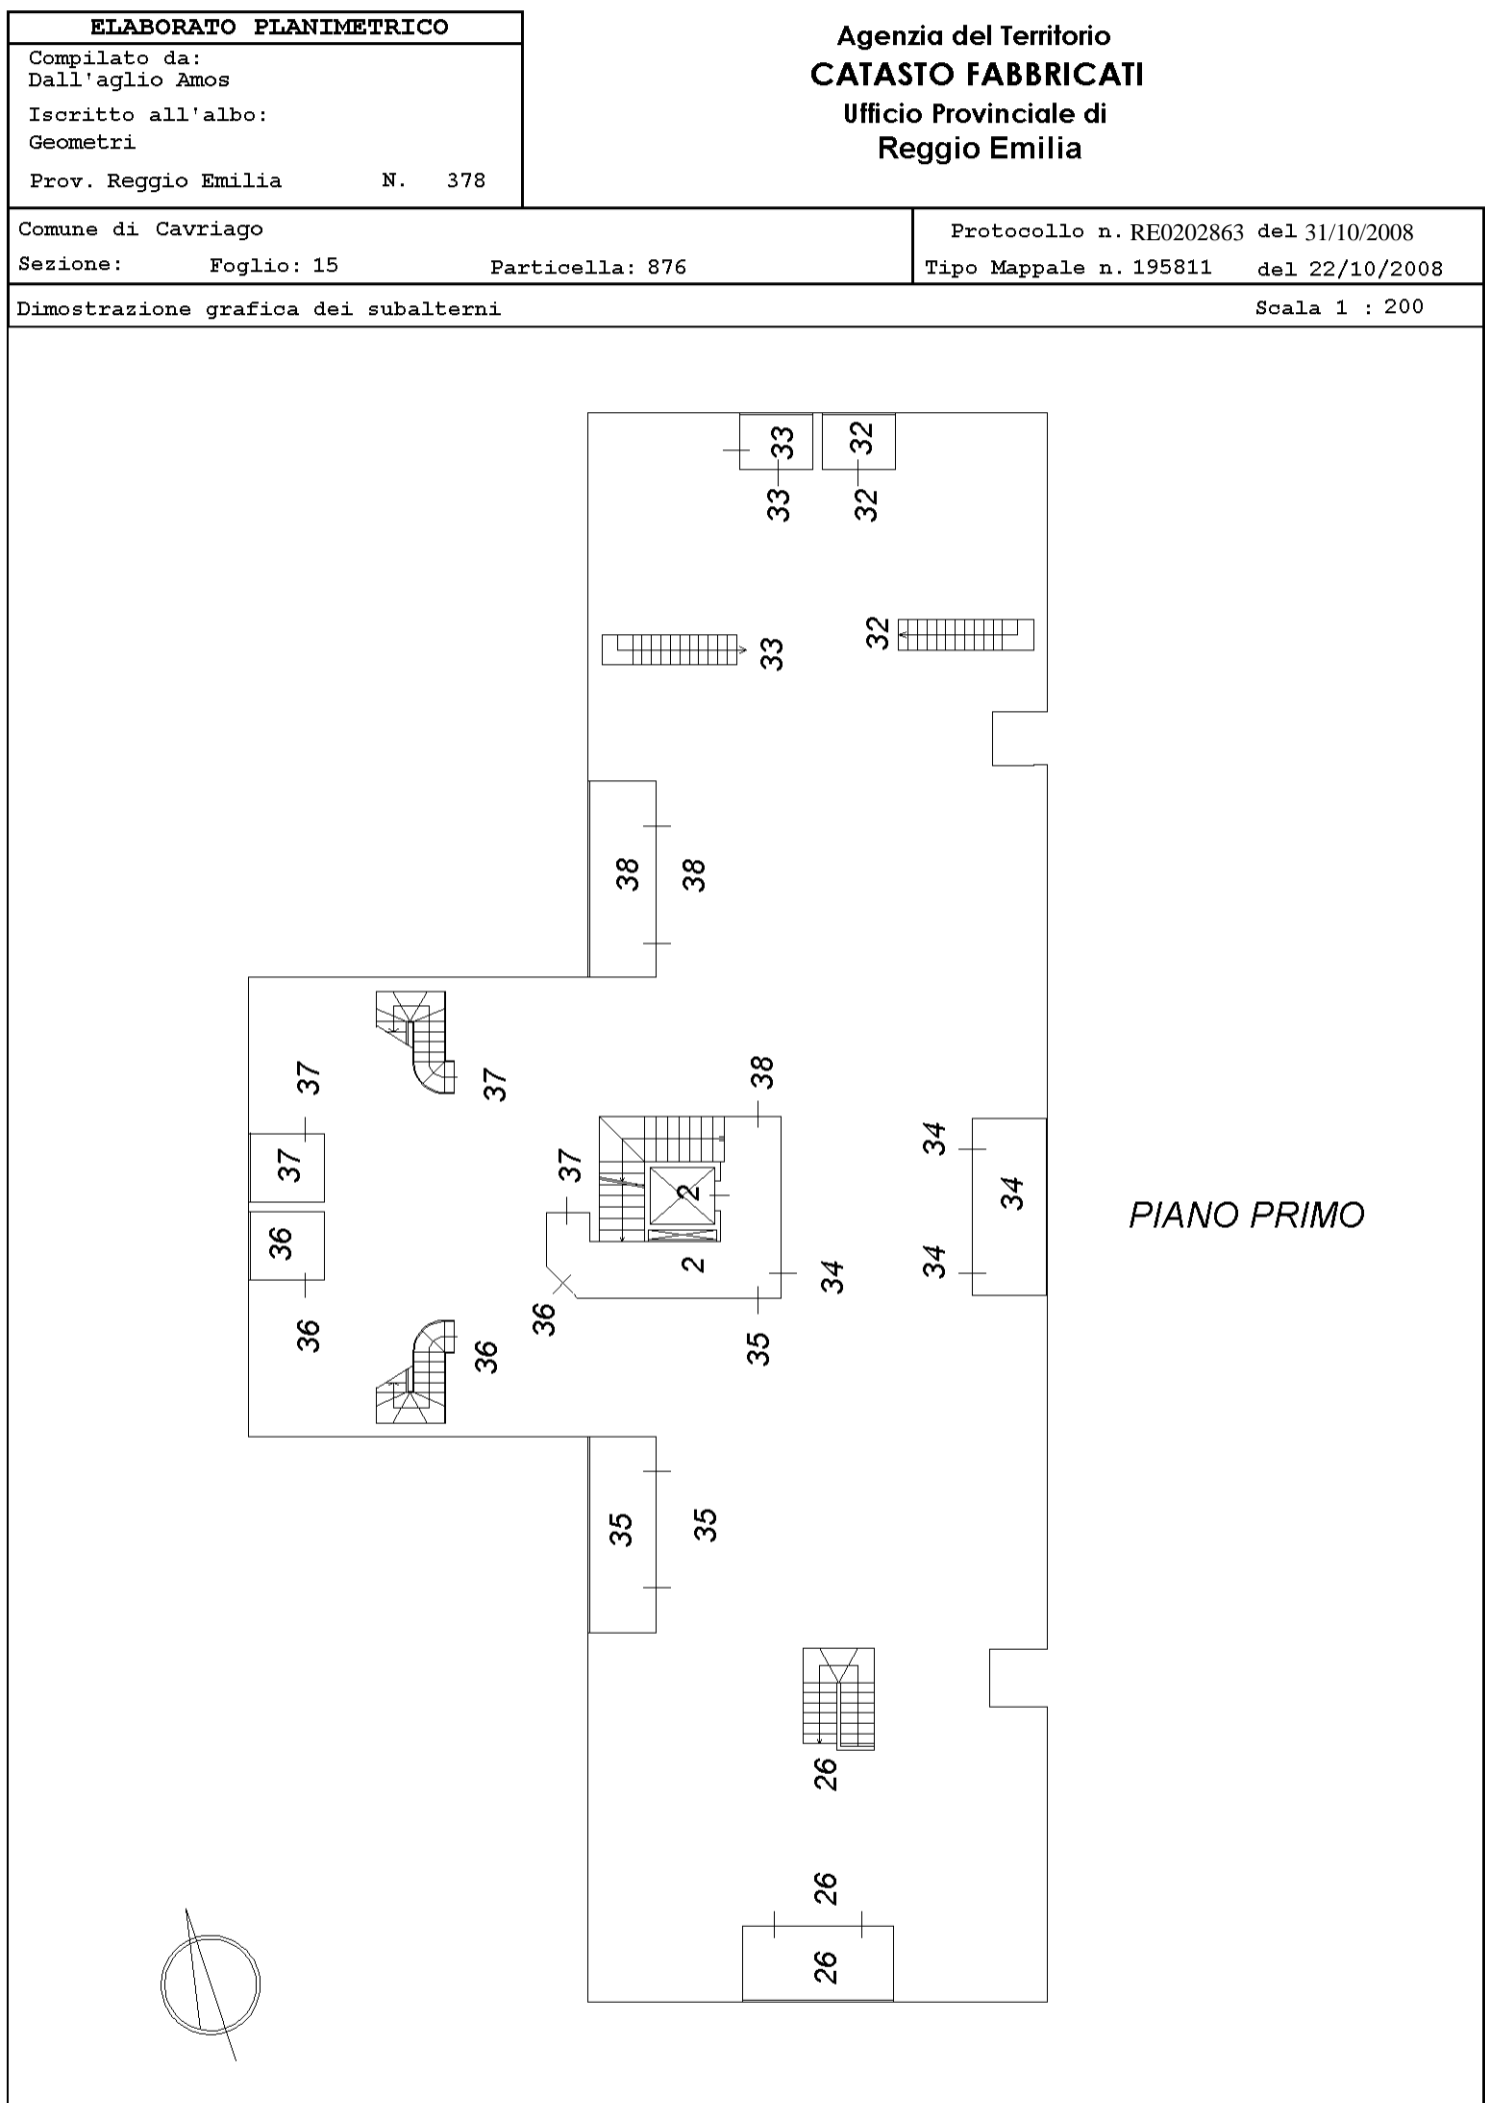 ELABORATO PLANIMETRICO
Compilato da:
Dall'aglio Amos
Iscritto all'albo:
Geometri
Prov. Reggio Emilia N. 378
Agenzia del Territorio
CATASTO FABBRICATI
Ufficio Provinciale di
Reggio Emilia
Comune di Cavriago
Sezione: Foglio: 15 Particella: 876
Protocollo n. RE0202863 del 31/10/2008
Tipo Mappale n. 195811 del 22/10/2008
Dimostrazione grafica dei subalterni Scala 1 : 200
33 32
33 32
33 32
38 38
37 37 38
37 37 34
2 34 PIANO PRIMO
36 2 34 34
36 36 36 35
35 35
26
26
26